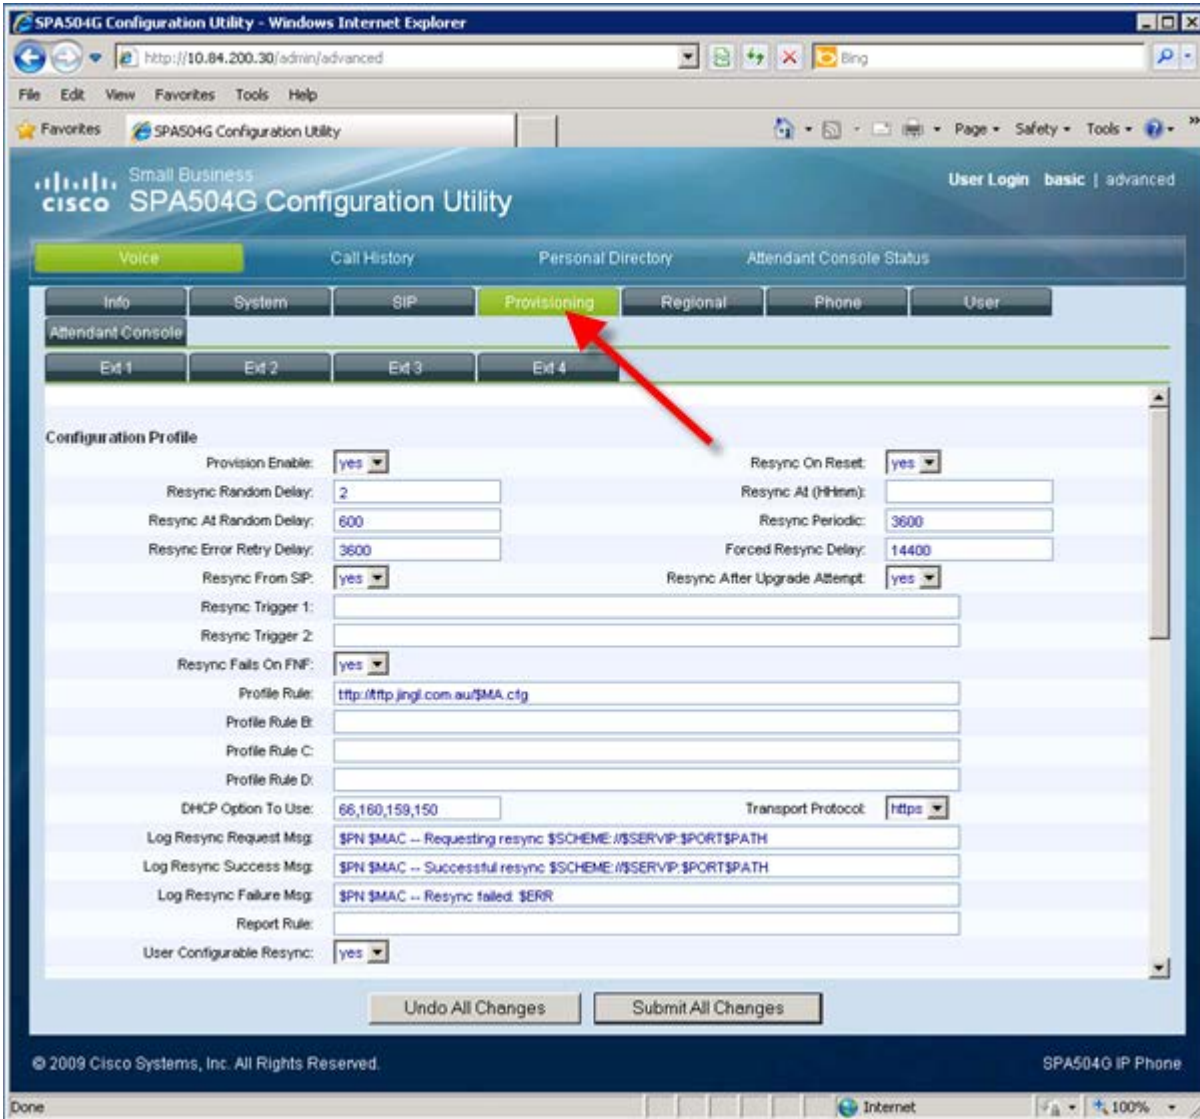 SPA504G Configuration Utility - Windows Internet Explorer
http://10.84.200.30/admin/advanced
Bing
File Edit View Favorites Tools Help
Favorites SPA504G Configuration Utility Page Safety Tools
Small Business
cisco SPA504G Configuration Utility
User Login basic | advanced
Voice Call History Personal Directory Attendant Console Status
Info System SIP Provisioning Regional Phone User
Attendant Console
Ext 1 Ext 2 Ext 3 Ext 4
Configuration Profile
Provision Enable: yes Resync On Reset: yes
Resync Random Delay: 2 Resync At (HHmm):
Resync At Random Delay: 600 Resync Periodic: 3600
Resync Error Retry Delay: 3600 Forced Resync Delay: 14400
Resync From SIP: yes Resync After Upgrade Attempt: yes
Resync Trigger 1:
Resync Trigger 2:
Resync Fails On FNF: yes
Profile Rule: tftp://tftp.jingl.com.au/$MA.cfg
Profile Rule B:
Profile Rule C:
Profile Rule D:
DHCP Option To Use: 66,160,159,150 Transport Protocol: https
Log Resync Request Msg: $PN $MAC -- Requesting resync $SCHEME://$SERVIP:$PORT$PATH
Log Resync Success Msg: $PN $MAC -- Successful resync $SCHEME://$SERVIP:$PORT$PATH
Log Resync Failure Msg: $PN $MAC -- Resync failed: $ERR
Report Rule:
User Configurable Resync: yes
Undo All Changes Submit All Changes
© 2009 Cisco Systems, Inc. All Rights Reserved. SPA504G IP Phone
Done Internet 100%